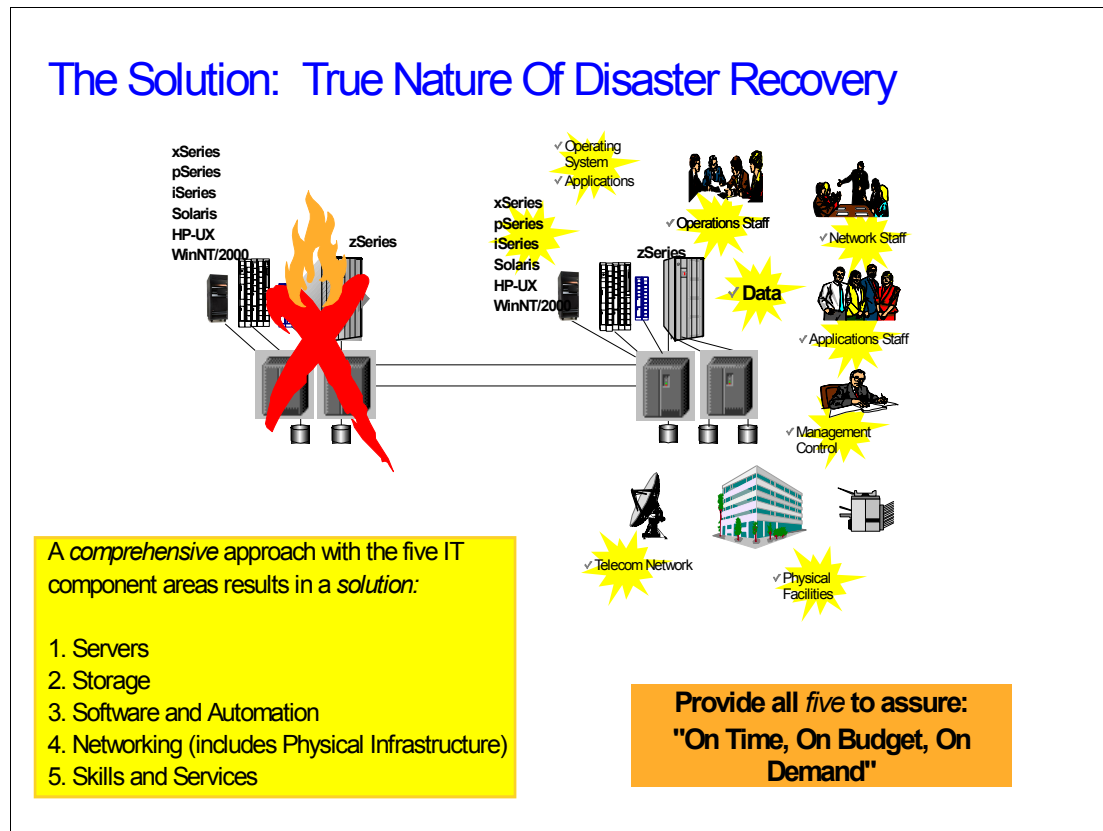 The Solution: True Nature Of Disaster Recovery
xSeries
pSeries
iSeries
Solaris
HP-UX
WinNT/2000
zSeries
✓ Operating
System
✓ Applications
xSeries
pSeries
iSeries
Solaris
HP-UX
WinNT/2000
zSeries
✓ Operations Staff
✓ Network Staff
✓ Data
✓ Applications Staff
✓ Management
Control
✓ Telecom Network
✓ Physical
Facilities
A comprehensive approach with the five IT
component areas results in a solution:
1. Servers
2. Storage
3. Software and Automation
4. Networking (includes Physical Infrastructure)
5. Skills and Services
Provide all five to assure:
"On Time, On Budget, On
Demand"